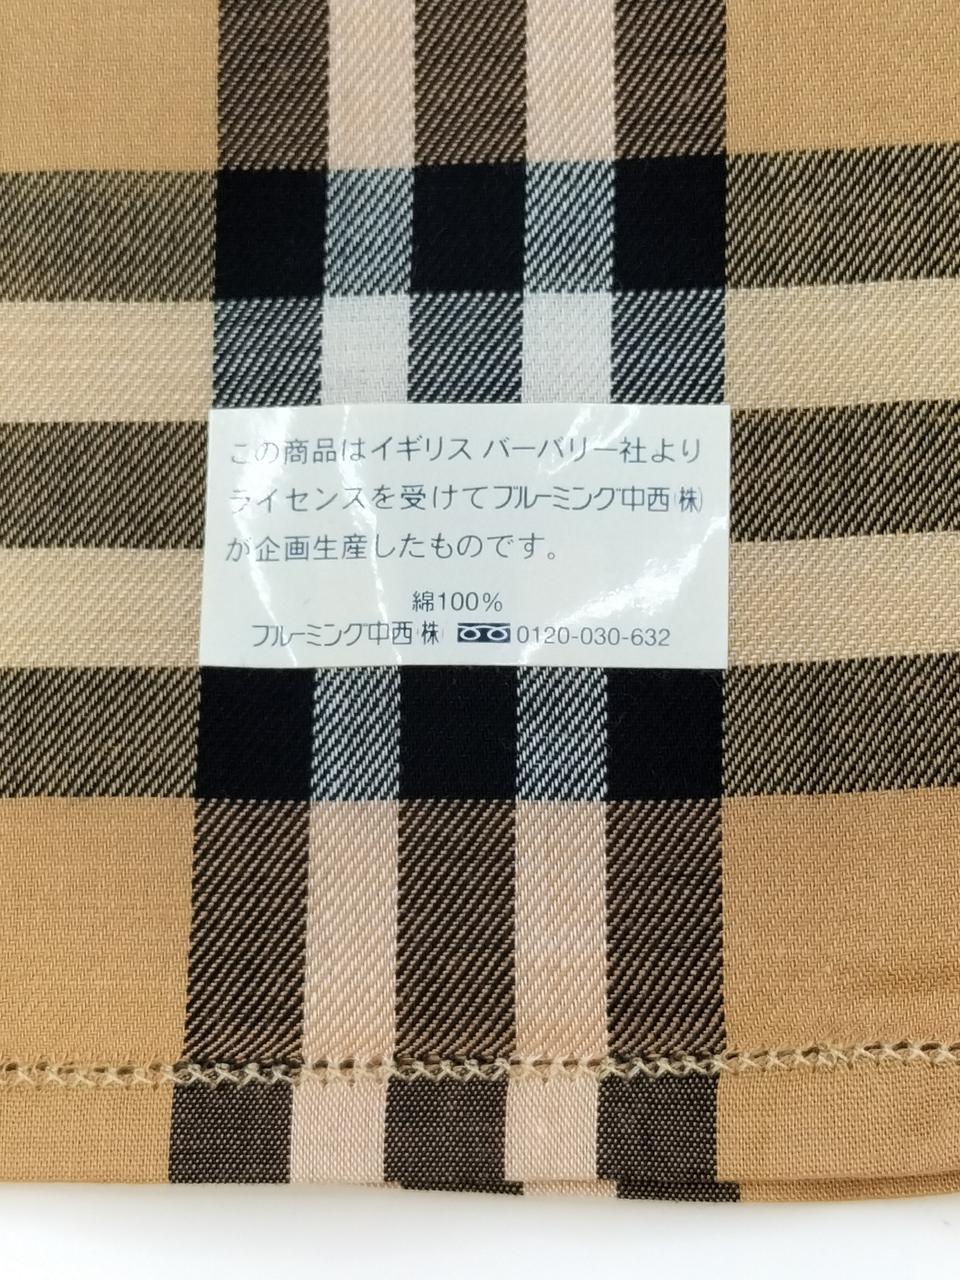 この商品はイギリス バーバリー社より
ライセンスを受けてブルーミング中西㈱
が企画生産したものです。
綿100%
ブルーミング中西㈱ 0120-030-632